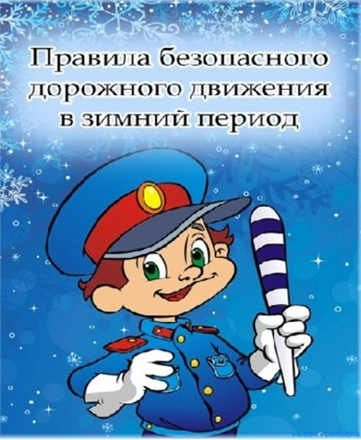 Правила безопасного
дорожного движения
в зимний период